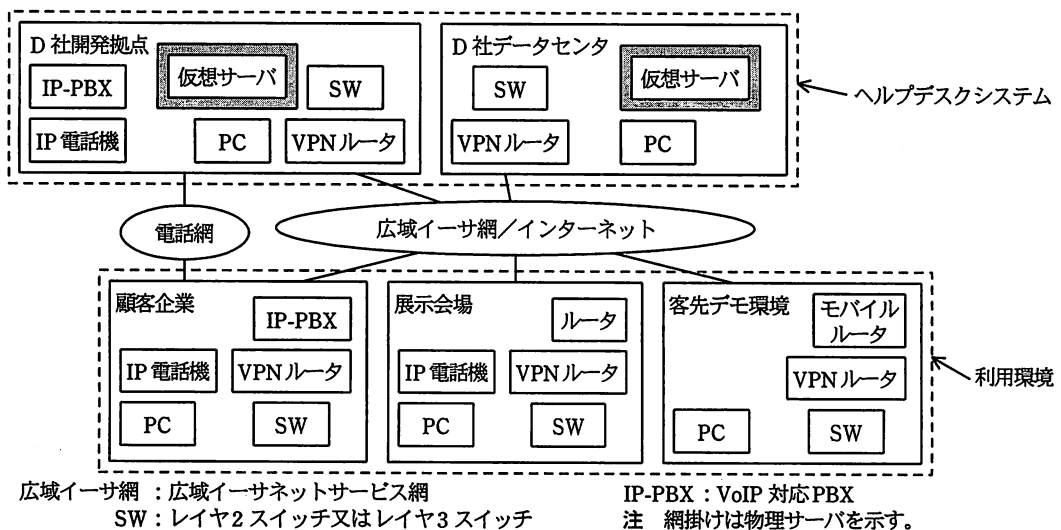 D社開発拠点
IP-PBX
仮想サーバ
SW
IP電話機
PC
VPNルータ
D社データセンタ
SW
仮想サーバ
VPNルータ
PC
ヘルプデスクシステム
電話網
広域イーサ網/インターネット
顧客企業
IP-PBX
IP電話機
VPNルータ
PC
SW
展示会場
ルータ
IP電話機
VPNルータ
PC
SW
客先デモ環境
モバイル
ルータ
VPNルータ
PC
SW
利用環境
広域イーサ網:広域イーサネットサービス網
SW:レイヤ2スイッチ又はレイヤ3スイッチ
IP-PBX:VoIP対応PBX
注 網掛けは物理サーバを示す。